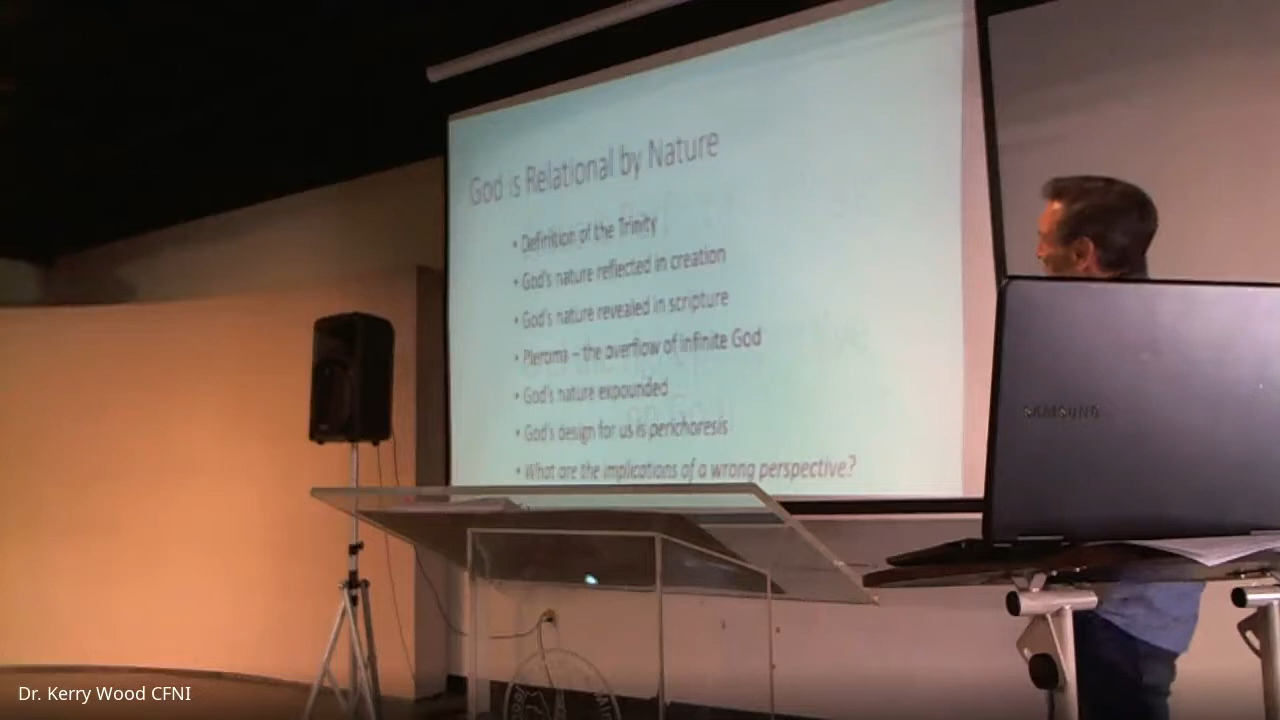 God is Relational by Nature
• Definition of the Trinity
• God's nature reflected in creation
• God's nature revealed in scripture
• Pleroma – the overflow of infinite God
• God's nature expounded
• God's design for us is perichoresis
• What are the implications of a wrong perspective?
SAMSUNG
Dr. Kerry Wood CFNI